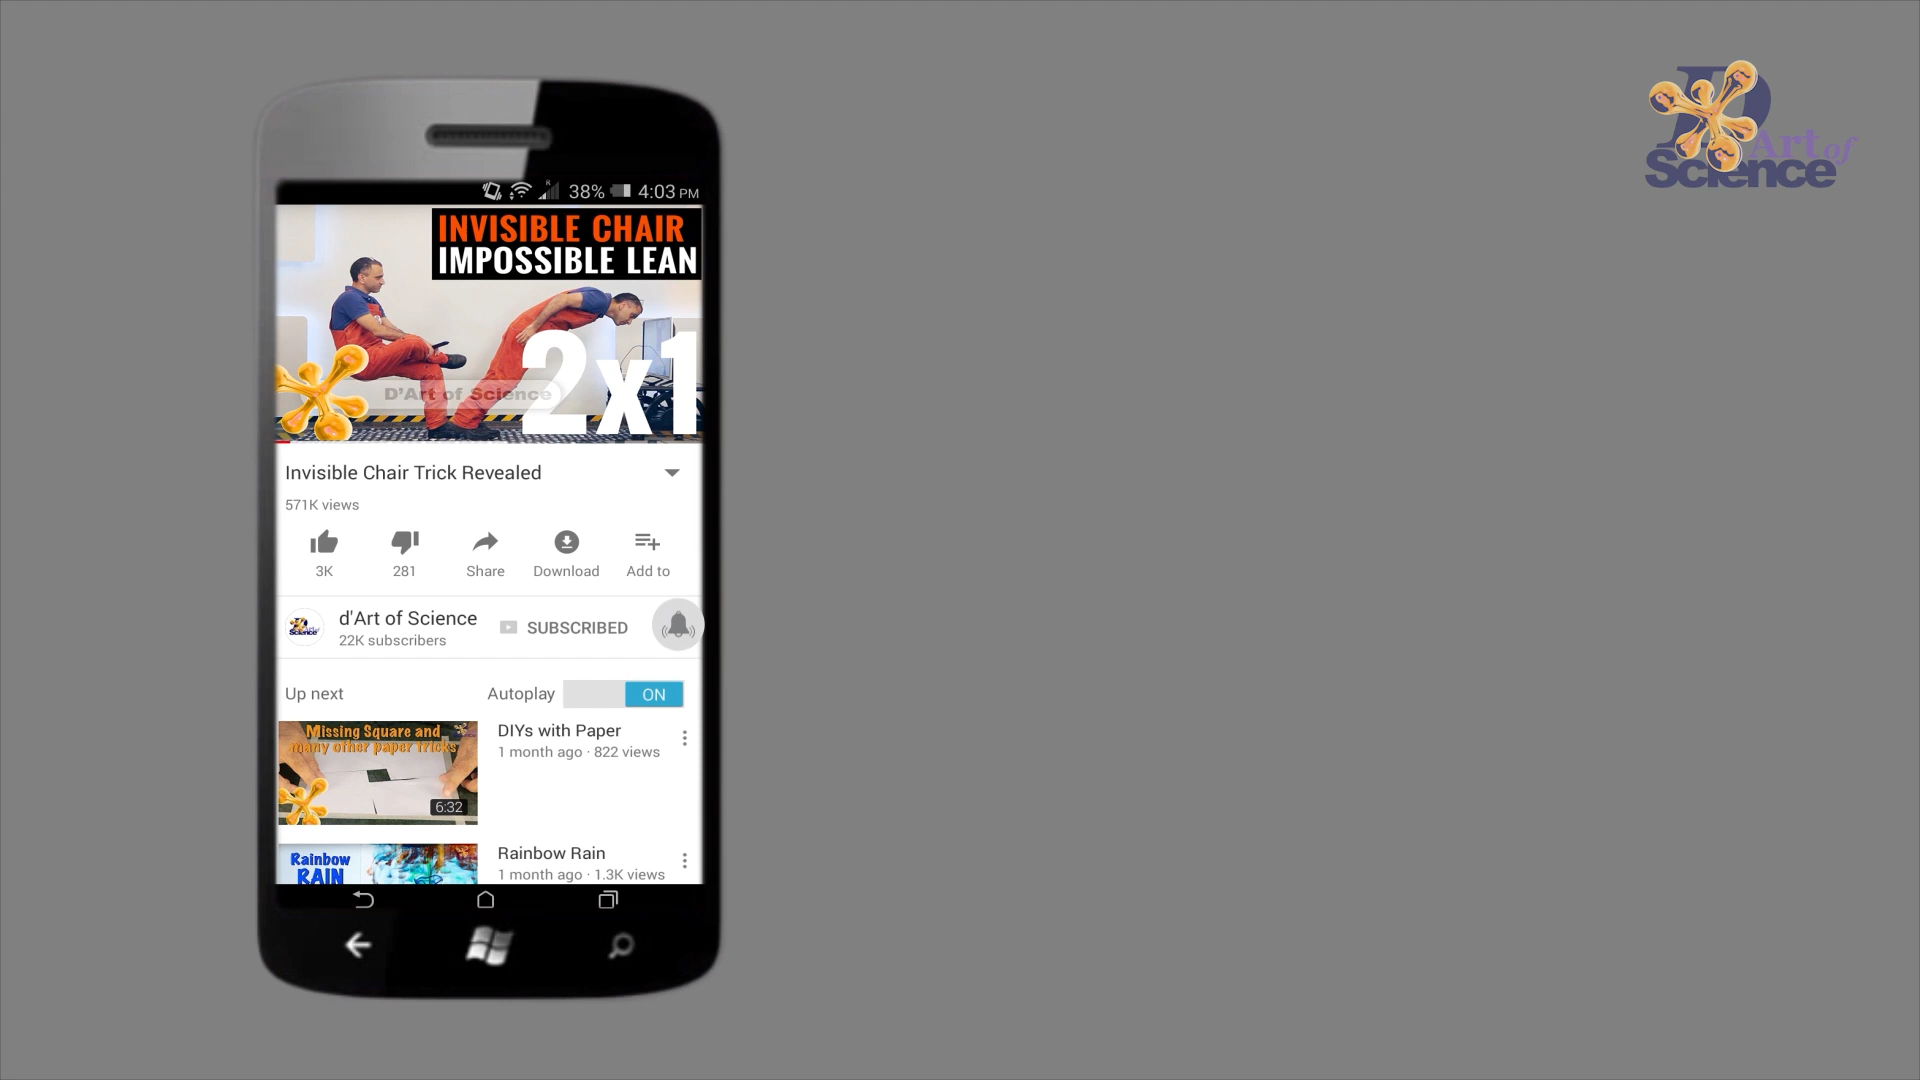 D
Art of
Science
38% 4:03 PM
INVISIBLE CHAIR
IMPOSSIBLE LEAN
2x1
D'Art of Science
Invisible Chair Trick Revealed
571K views
3K 281 Share Download Add to
d'Art of Science
22K subscribers
SUBSCRIBED
Up next Autoplay ON
Missing Square and
many other paper tricks
6:32
DIYs with Paper
1 month ago · 822 views
Rainbow
RAIN
Rainbow Rain
1 month ago · 1.3K views